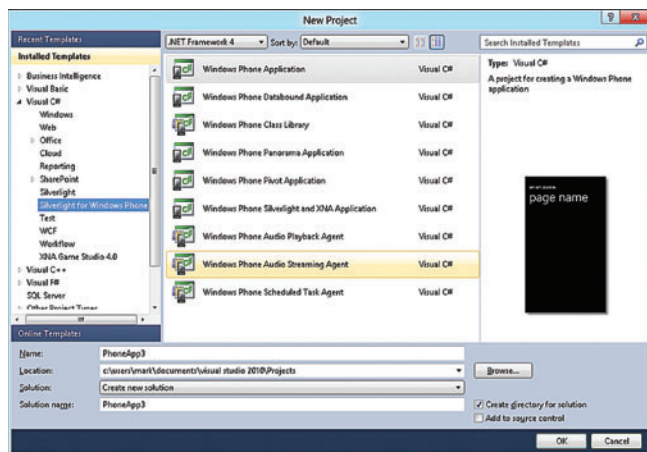 New Project
Recent Templates
Installed Templates
Business Intelligence
Visual Basic
Visual C#
Windows
Web
Office
Cloud
Reporting
SharePoint
Silverlight
Silverlight for Windows Phone
Test
WCF
Workflow
XNA Game Studio 4.0
Visual C++
Visual F#
SQL Server
Other Project Types
Online Templates
.NET Framework 4
Sort by: Default
Windows Phone Application Visual C#
Windows Phone Databound Application Visual C#
Windows Phone Class Library Visual C#
Windows Phone Panorama Application Visual C#
Windows Phone Pivot Application Visual C#
Windows Phone Silverlight and XNA Application Visual C#
Windows Phone Audio Playback Agent Visual C#
Windows Phone Audio Streaming Agent Visual C#
Windows Phone Scheduled Task Agent Visual C#
Search Installed Templates
Type: Visual C#
A project for creating a Windows Phone
application
page name
Name: PhoneApp3
Location: c:\users\mark\documents\visual studio 2010\Projects
Browse...
Solution: Create new solution
Solution name: PhoneApp3
Create directory for solution
Add to source control
OK
Cancel